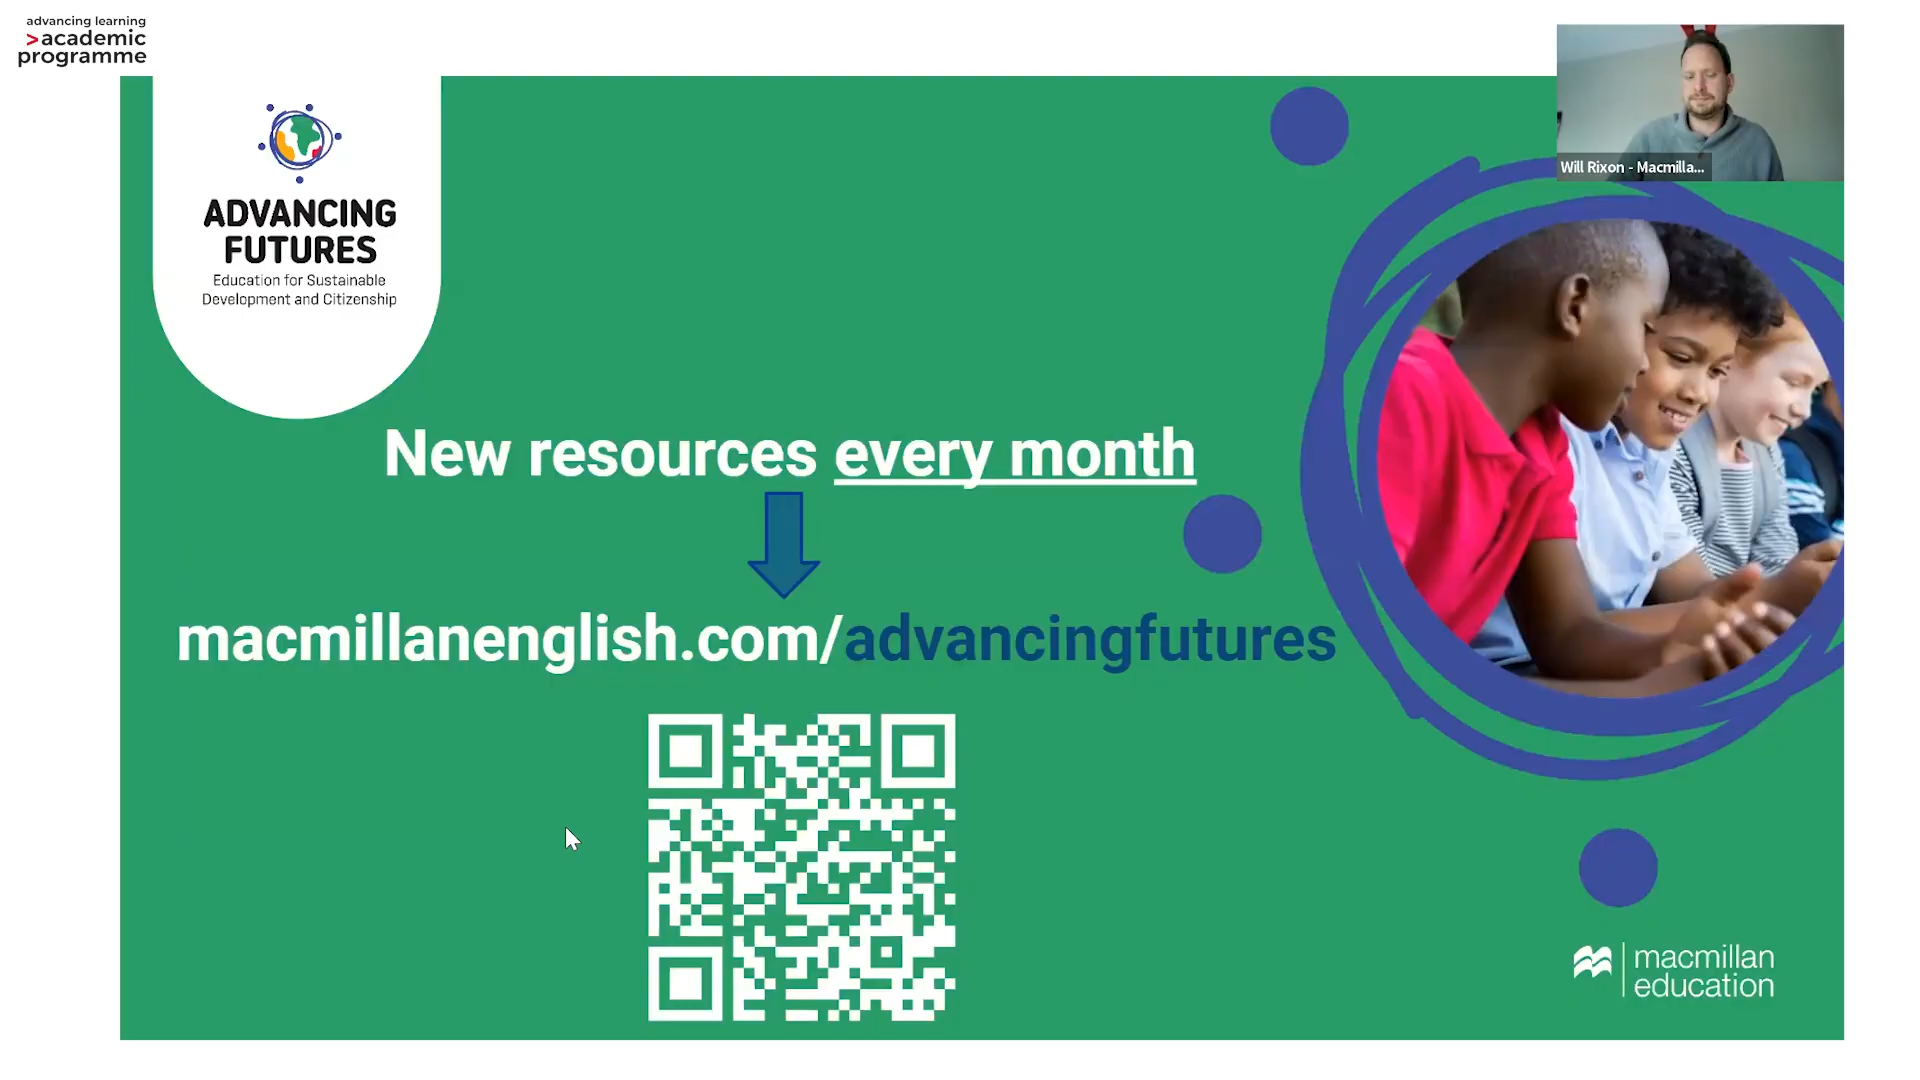 advancing learning
>academic
programme
Will Rixon - Macmilla...
ADVANCING
FUTURES
Education for Sustainable
Development and Citizenship
New resources every month
macmillanenglish.com/advancingfutures
macmillan
education